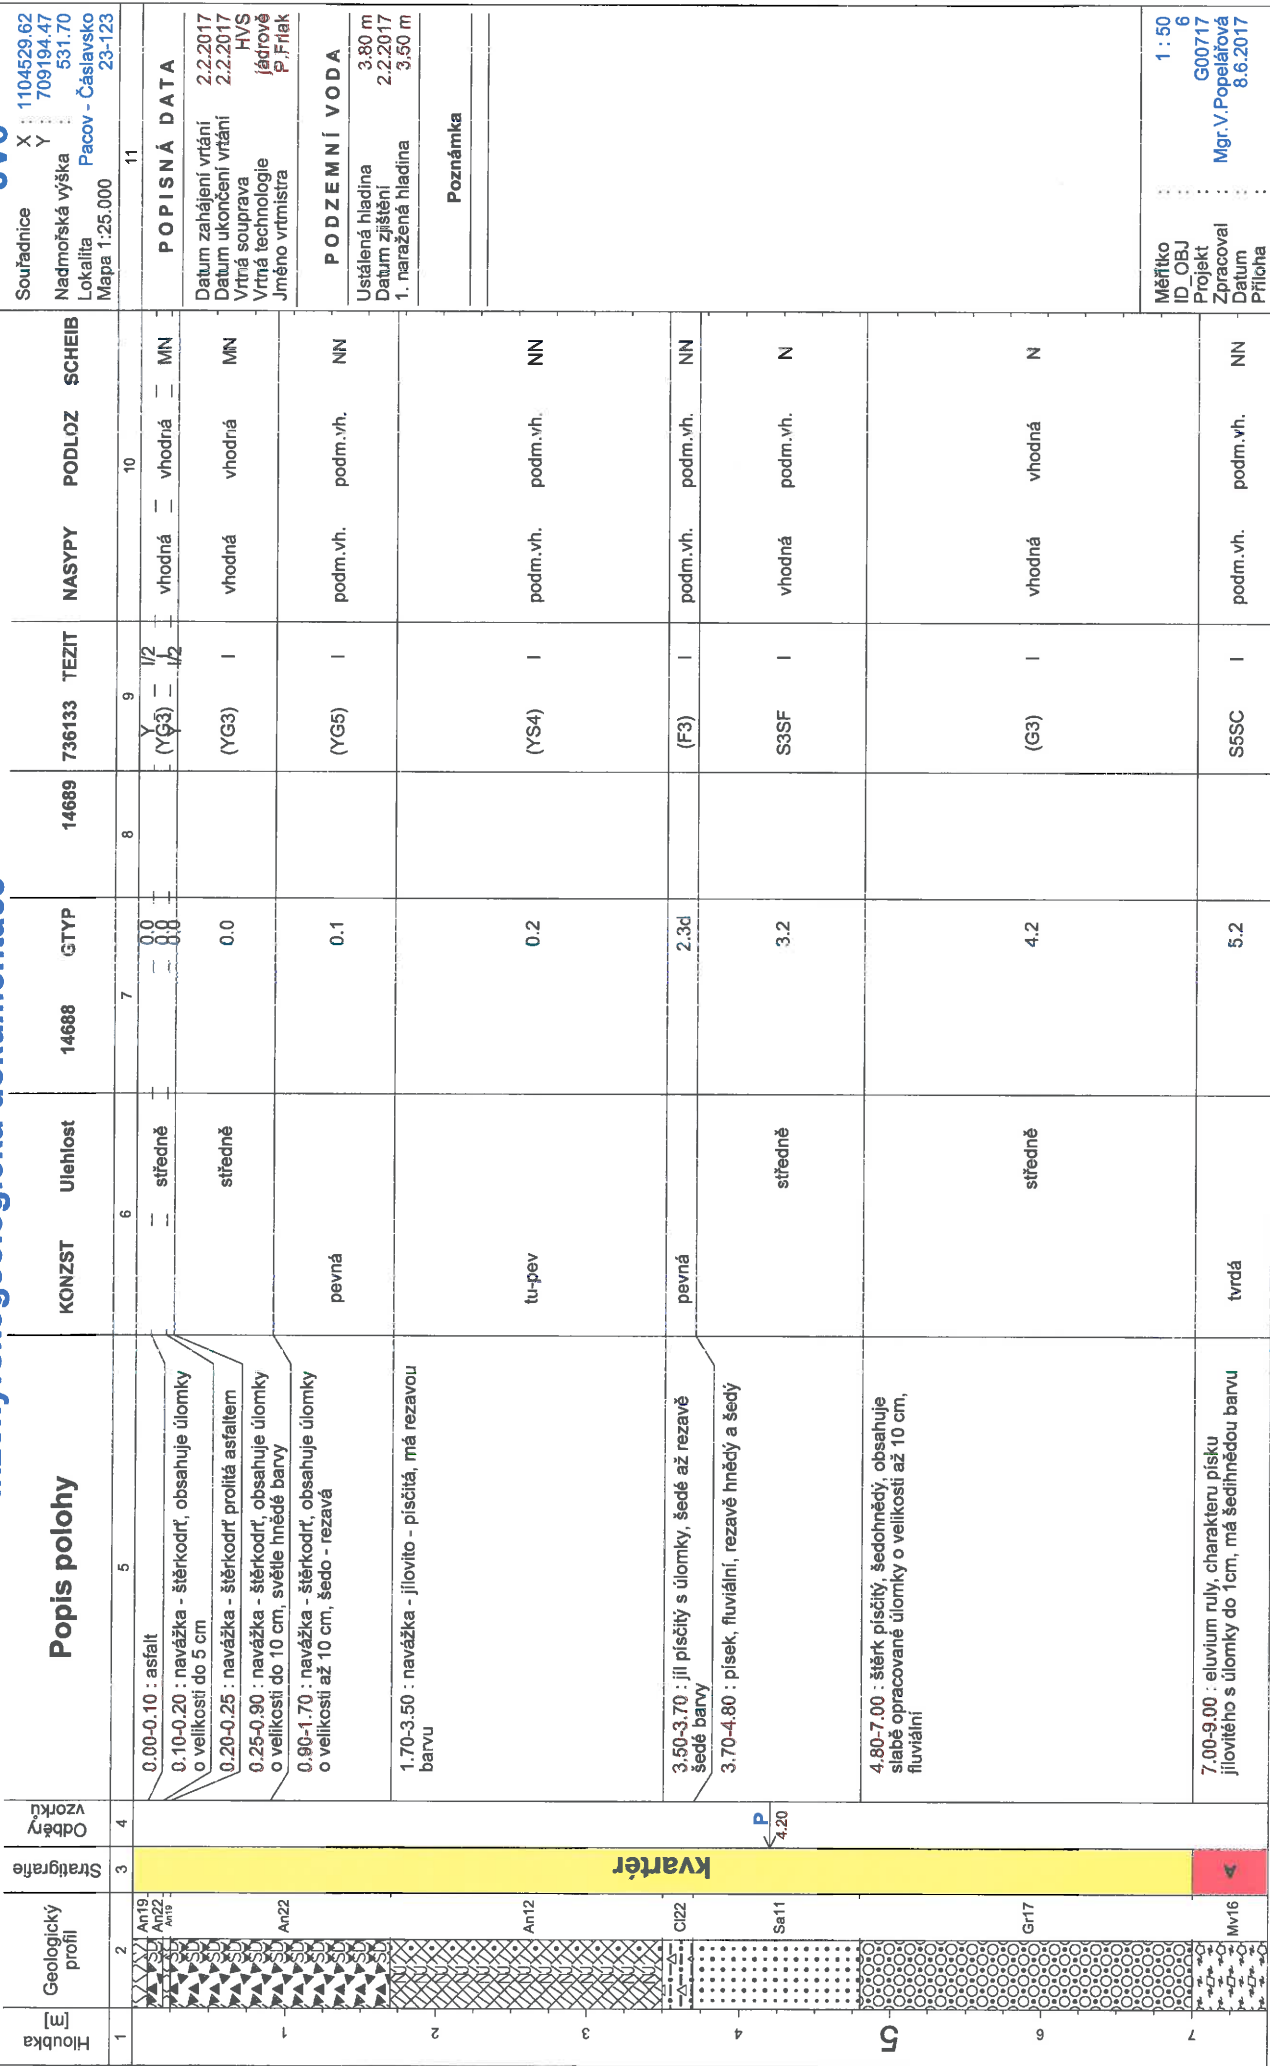 Souřadnice X : 1104529.62
Y : 709194.47
Nadmořská výška : 531.70
Lokalita Pacov - Čáslavsko
Mapa 1:25.000 23-123
Hloubka [m]
Geologický profil
Stratigrafie
Odběry vzorku
Popis polohy
KONZST Ulehlost 14688 GTYP 14689 736133 TEZIT NASYPY PODLOZ SCHEIB
1 2 3 4 5 6 7 8 9 10 11
0.00-0.10 : asfalt
0.10-0.20 : navážka - štěrkodrť, obsahuje úlomky
o velikosti do 5 cm
0.20-0.25 : navážka - štěrkodrť prolitá asfaltem
0.25-0.90 : navážka - štěrkodrť, obsahuje úlomky
o velikosti do 10 cm, světle hnědé barvy
0.90-1.70 : navážka - štěrkodrť, obsahuje úlomky
o velikosti až 10 cm, šedo - rezavá
1.70-3.50 : navážka - jílovito - písčitá, má rezavou
barvu
3.50-3.70 : jíl písčitý s úlomky, šedé až rezavě
šedé barvy
3.70-4.80 : písek, fluviální, rezavě hnědý a šedý
4.80-7.00 : štěrk písčitý, šedohnědý, obsahuje
slabě opracované úlomky o velikosti až 10 cm,
fluviální
7.00-9.00 : eluvium ruly, charakteru písku
jílovitého s úlomky do 1cm, má šedihnědou barvu
0.0 Y I/2
středně 0.0 (YG3) I vhodná vhodná MN
0.0 Y I/2
středně 0.0 (YG3) I vhodná vhodná MN
pevná 0.1 (YG5) I podm.vh. podm.vh. NN
tu-pev 0.2 (YS4) I podm.vh. podm.vh. NN
pevná 2.3d (F3) I podm.vh. podm.vh. NN
středně 3.2 S3SF I vhodná podm.vh. N
středně 4.2 (G3) I vhodná vhodná N
tvrdá 5.2 S5SC I podm.vh. podm.vh. NN
An19
An22
An19
An22
An12
Cl22
Sa11
Gr17
Mv16
kvartér
A
P
4.20
1
2
3
4
5
6
7
POPISNÁ DATA
Datum zahájení vrtání 2.2.2017
Datum ukončení vrtání 2.2.2017
Vrtná souprava HVS
Vrtná technologie jádrově
Jméno vrtmistra P.Frlak
PODZEMNÍ VODA
Ustálená hladina 3.80 m
Datum zjištění 2.2.2017
1. naražená hladina 3.50 m
Poznámka
Měřítko : 1 : 50
ID_OBJ : 6
Projekt : G00717
Zpracoval : Mgr.V.Popelářová
Datum : 8.6.2017
Příloha :